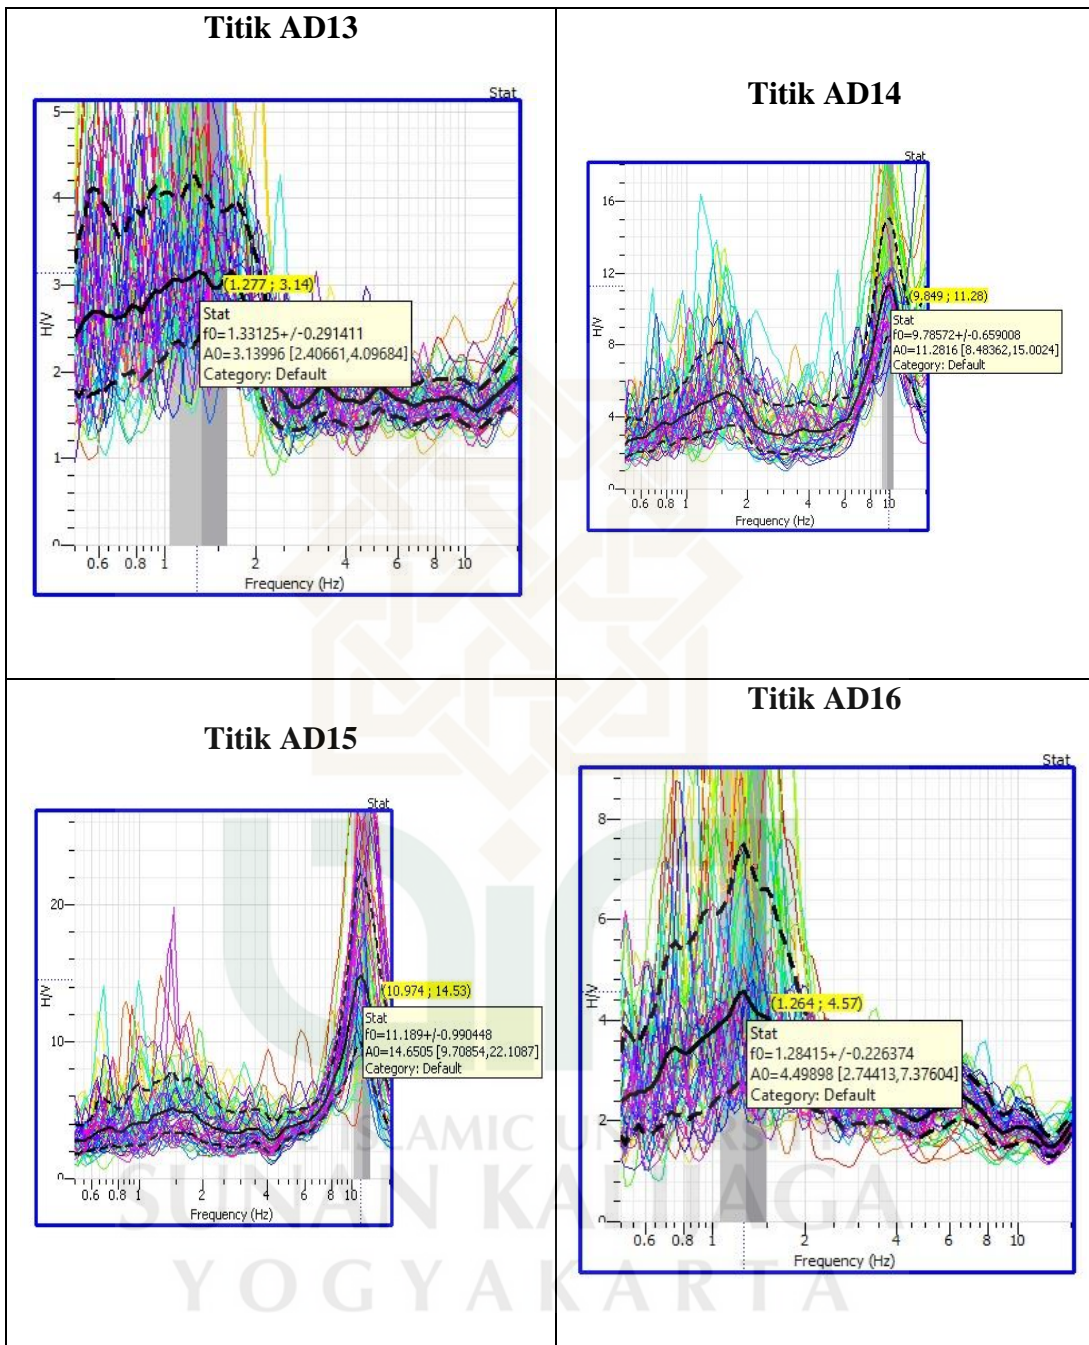 Titik AD13
Stat
5
4
3
2
1
0
H/V
(1.277 ; 3.14)
Stat
f0=1.33125+/-0.291411
A0=3.13996 [2.40661,4.09684]
Category: Default
0.6 0.8 1 2 4 6 8 10
Frequency (Hz)
Titik AD14
Stat
16
12
8
4
0
H/V
(9.849 ; 11.28)
Stat
f0=9.78572+/-0.659008
A0=11.2816 [8.48362,15.0024]
Category: Default
0.6 0.8 1 2 4 6 8 10
Frequency (Hz)
Titik AD15
Stat
20
10
0
H/V
(10.974 ; 14.53)
Stat
f0=11.189+/-0.990448
A0=14.6505 [9.70854,22.1087]
Category: Default
0.6 0.8 1 2 4 6 8 10
Frequency (Hz)
Titik AD16
Stat
8
6
4
2
0
H/V
(1.264 ; 4.57)
Stat
f0=1.28415+/-0.226374
A0=4.49898 [2.74413,7.37604]
Category: Default
0.6 0.8 1 2 4 6 8 10
Frequency (Hz)
ISLAMIC
SUNAN KALIJAGA
YOGYAKARTA